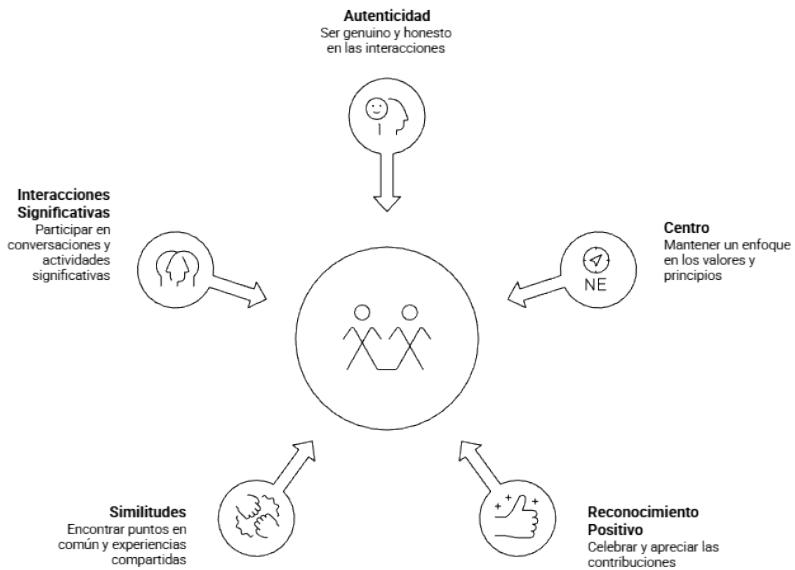 Autenticidad
Ser genuino y honesto
en las interacciones
Interacciones
Significativas
Participar en
conversaciones y
actividades
significativas
Centro
Mantener un enfoque
en los valores y
principios
NE
Similitudes
Encontrar puntos en
común y experiencias
compartidas
Reconocimiento
Positivo
Celebrar y apreciar las
contribuciones